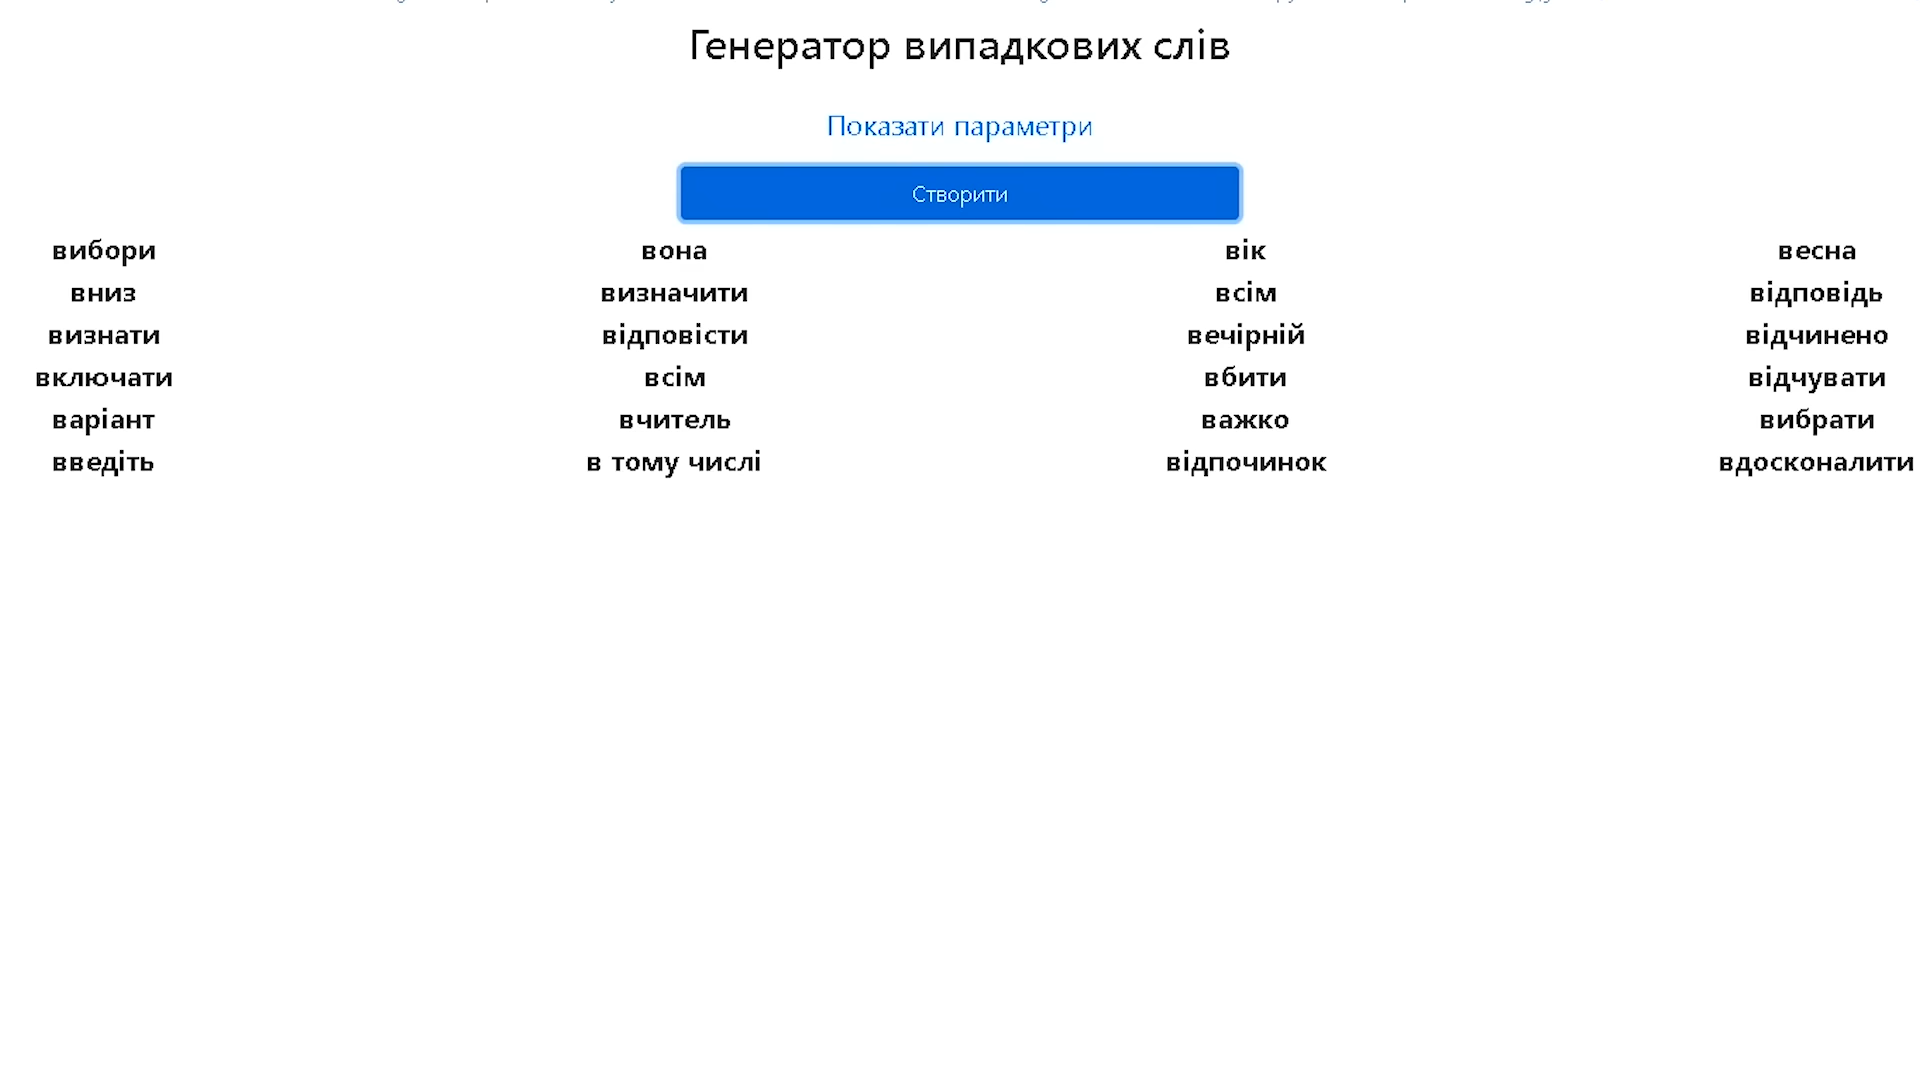 Генератор випадкових слів
Показати параметри
Створити
вибори вона вік весна
вниз визначити всім відповідь
визнати відповісти вечірній відчинено
включати всім вбити відчувати
варіант вчитель важко вибрати
введіть в тому числі відпочинок вдосконалити